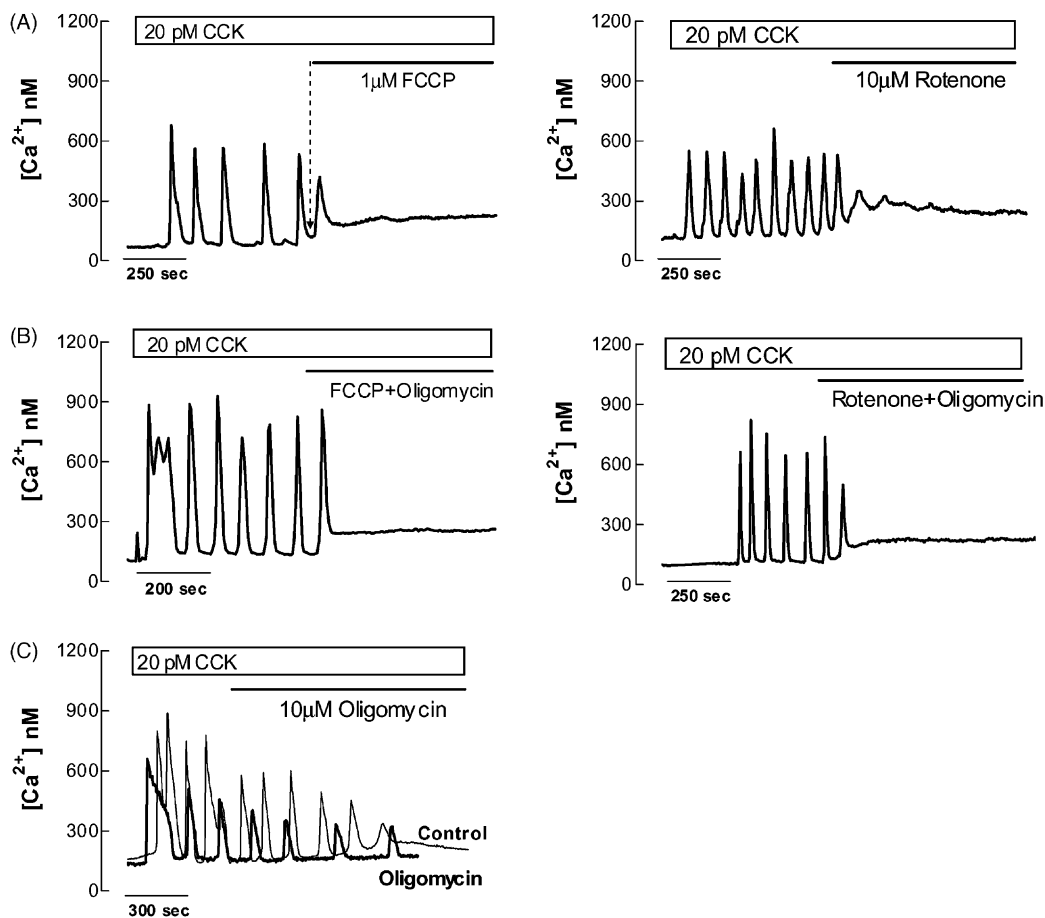 (A)
1200
900
600
300
0
[Ca²⁺] nM
20 pM CCK
1µM FCCP
250 sec
1200
900
600
300
0
[Ca²⁺] nM
20 pM CCK
10µM Rotenone
250 sec
(B)
1200
900
600
300
0
[Ca²⁺] nM
20 pM CCK
FCCP+Oligomycin
200 sec
1200
900
600
300
0
[Ca²⁺] nM
20 pM CCK
Rotenone+Oligomycin
250 sec
(C)
1200
900
600
300
0
[Ca²⁺] nM
20 pM CCK
10µM Oligomycin
Control
Oligomycin
300 sec